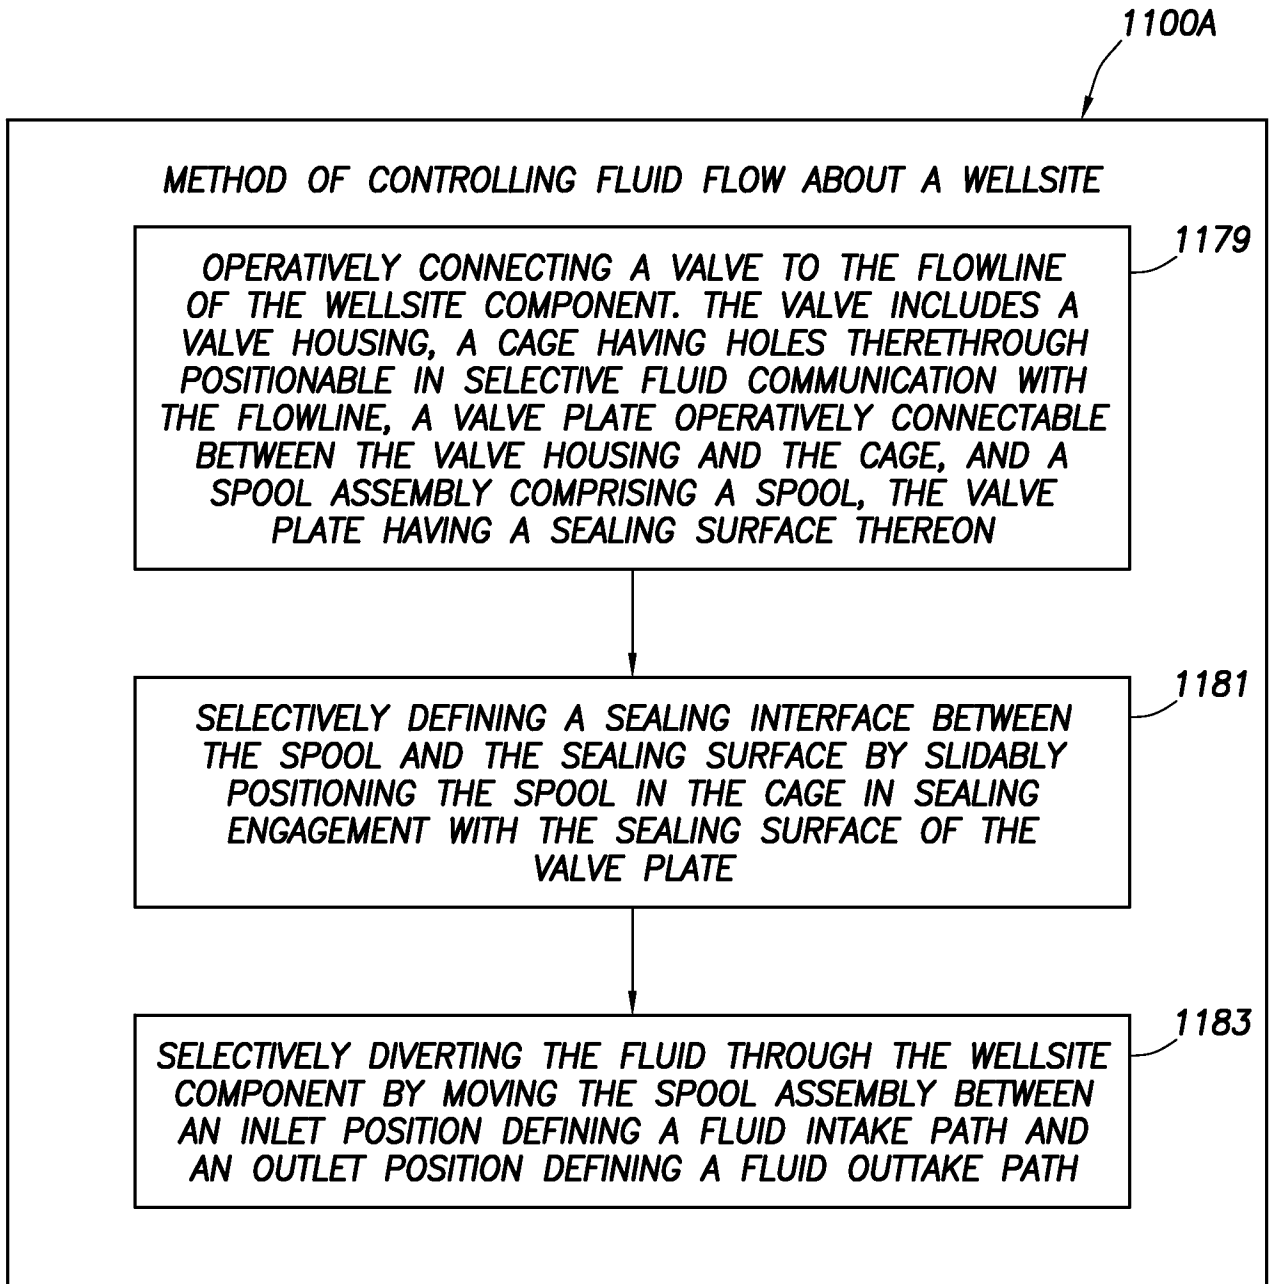 1100A
METHOD OF CONTROLLING FLUID FLOW ABOUT A WELLSITE
1179
OPERATIVELY CONNECTING A VALVE TO THE FLOWLINE
OF THE WELLSITE COMPONENT. THE VALVE INCLUDES A
VALVE HOUSING, A CAGE HAVING HOLES THERETHROUGH
POSITIONABLE IN SELECTIVE FLUID COMMUNICATION WITH
THE FLOWLINE, A VALVE PLATE OPERATIVELY CONNECTABLE
BETWEEN THE VALVE HOUSING AND THE CAGE, AND A
SPOOL ASSEMBLY COMPRISING A SPOOL, THE VALVE
PLATE HAVING A SEALING SURFACE THEREON
1181
SELECTIVELY DEFINING A SEALING INTERFACE BETWEEN
THE SPOOL AND THE SEALING SURFACE BY SLIDABLY
POSITIONING THE SPOOL IN THE CAGE IN SEALING
ENGAGEMENT WITH THE SEALING SURFACE OF THE
VALVE PLATE
1183
SELECTIVELY DIVERTING THE FLUID THROUGH THE WELLSITE
COMPONENT BY MOVING THE SPOOL ASSEMBLY BETWEEN
AN INLET POSITION DEFINING A FLUID INTAKE PATH AND
AN OUTLET POSITION DEFINING A FLUID OUTTAKE PATH